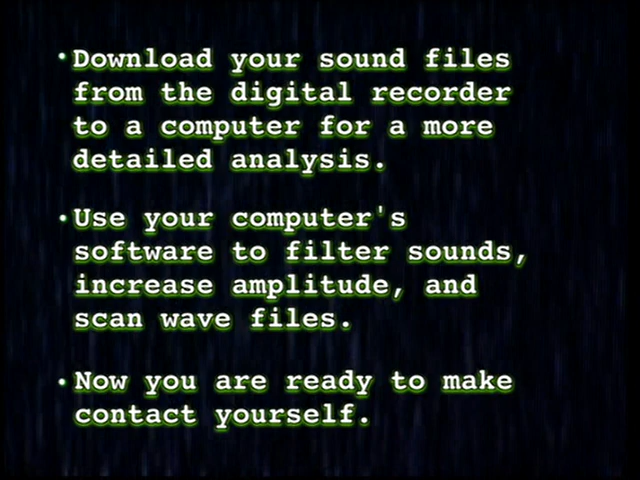 • Download your sound files
from the digital recorder
to a computer for a more
detailed analysis.
• Use your computer's
software to filter sounds,
increase amplitude, and
scan wave files.
• Now you are ready to make
contact yourself.